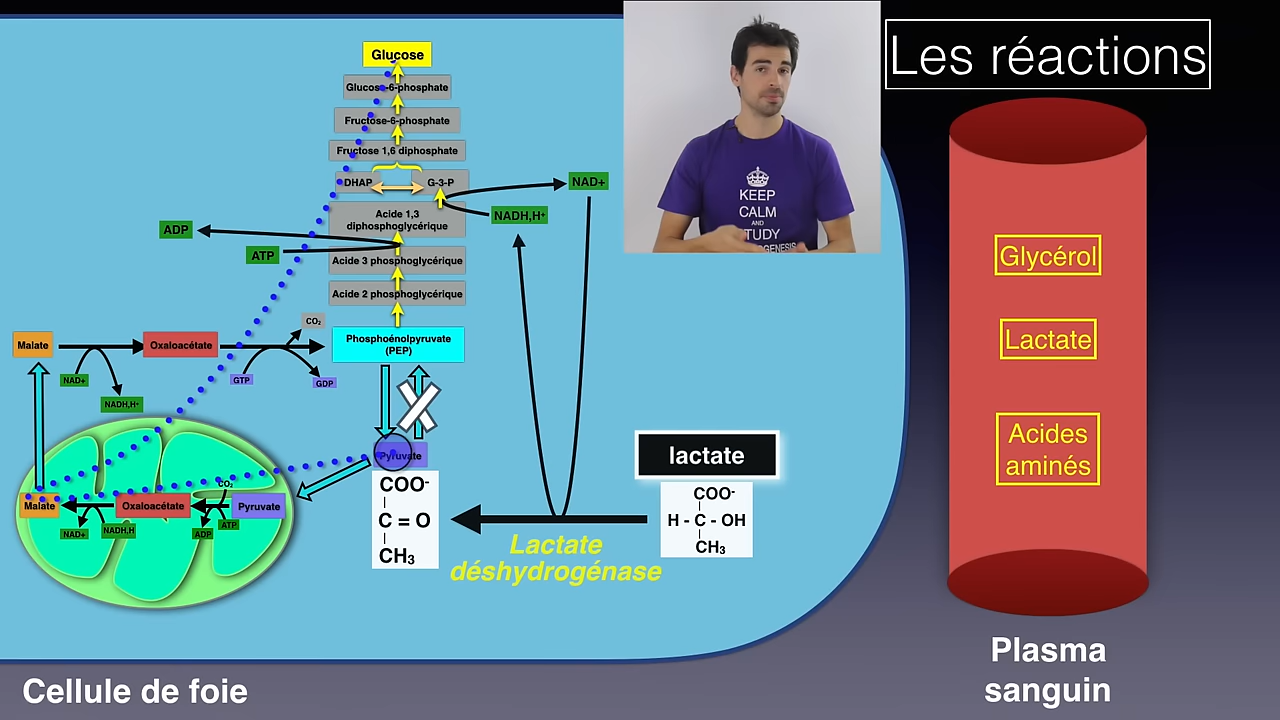 Les réactions
Glucose
Glucose-6-phosphate
Fructose-6-phosphate
Fructose 1,6 diphosphate
DHAP
G-3-P
NAD+
NADH,H+
Acide 1,3
diphosphoglycérique
ADP
ATP
Acide 3 phosphoglycérique
Acide 2 phosphoglycérique
CO2
Phosphoénolpyruvate
(PEP)
Malate
Oxaloacétate
NAD+
NADH,H+
GTP
GDP
Pyruvate
COO-
C = O
CH3
Malate
Oxaloacétate
Pyruvate
CO2
NAD+
NADH,H
ADP
ATP
lactate
COO-
H - C - OH
CH3
Lactate
déshydrogénase
KEEP
CALM
AND
STUDY
Glycérol
Lactate
Acides
aminés
Plasma
sanguin
Cellule de foie